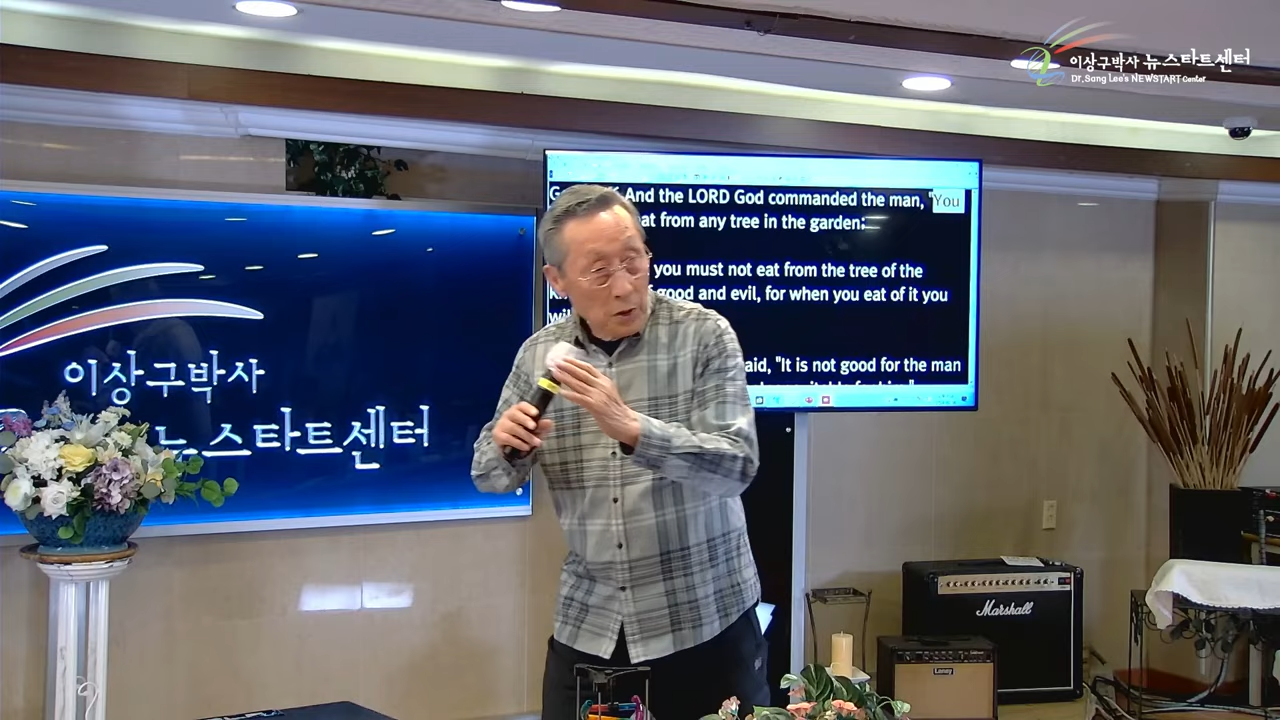 이상구박사 뉴스타트센터
Dr.Sang Lee's NEWSTART Center
And the LORD God commanded the man, "You
eat from any tree in the garden;
you must not eat from the tree of the
good and evil, for when you eat of it you
said, "It is not good for the man
이상구박사
뉴스타트센터
Marshall
Laney